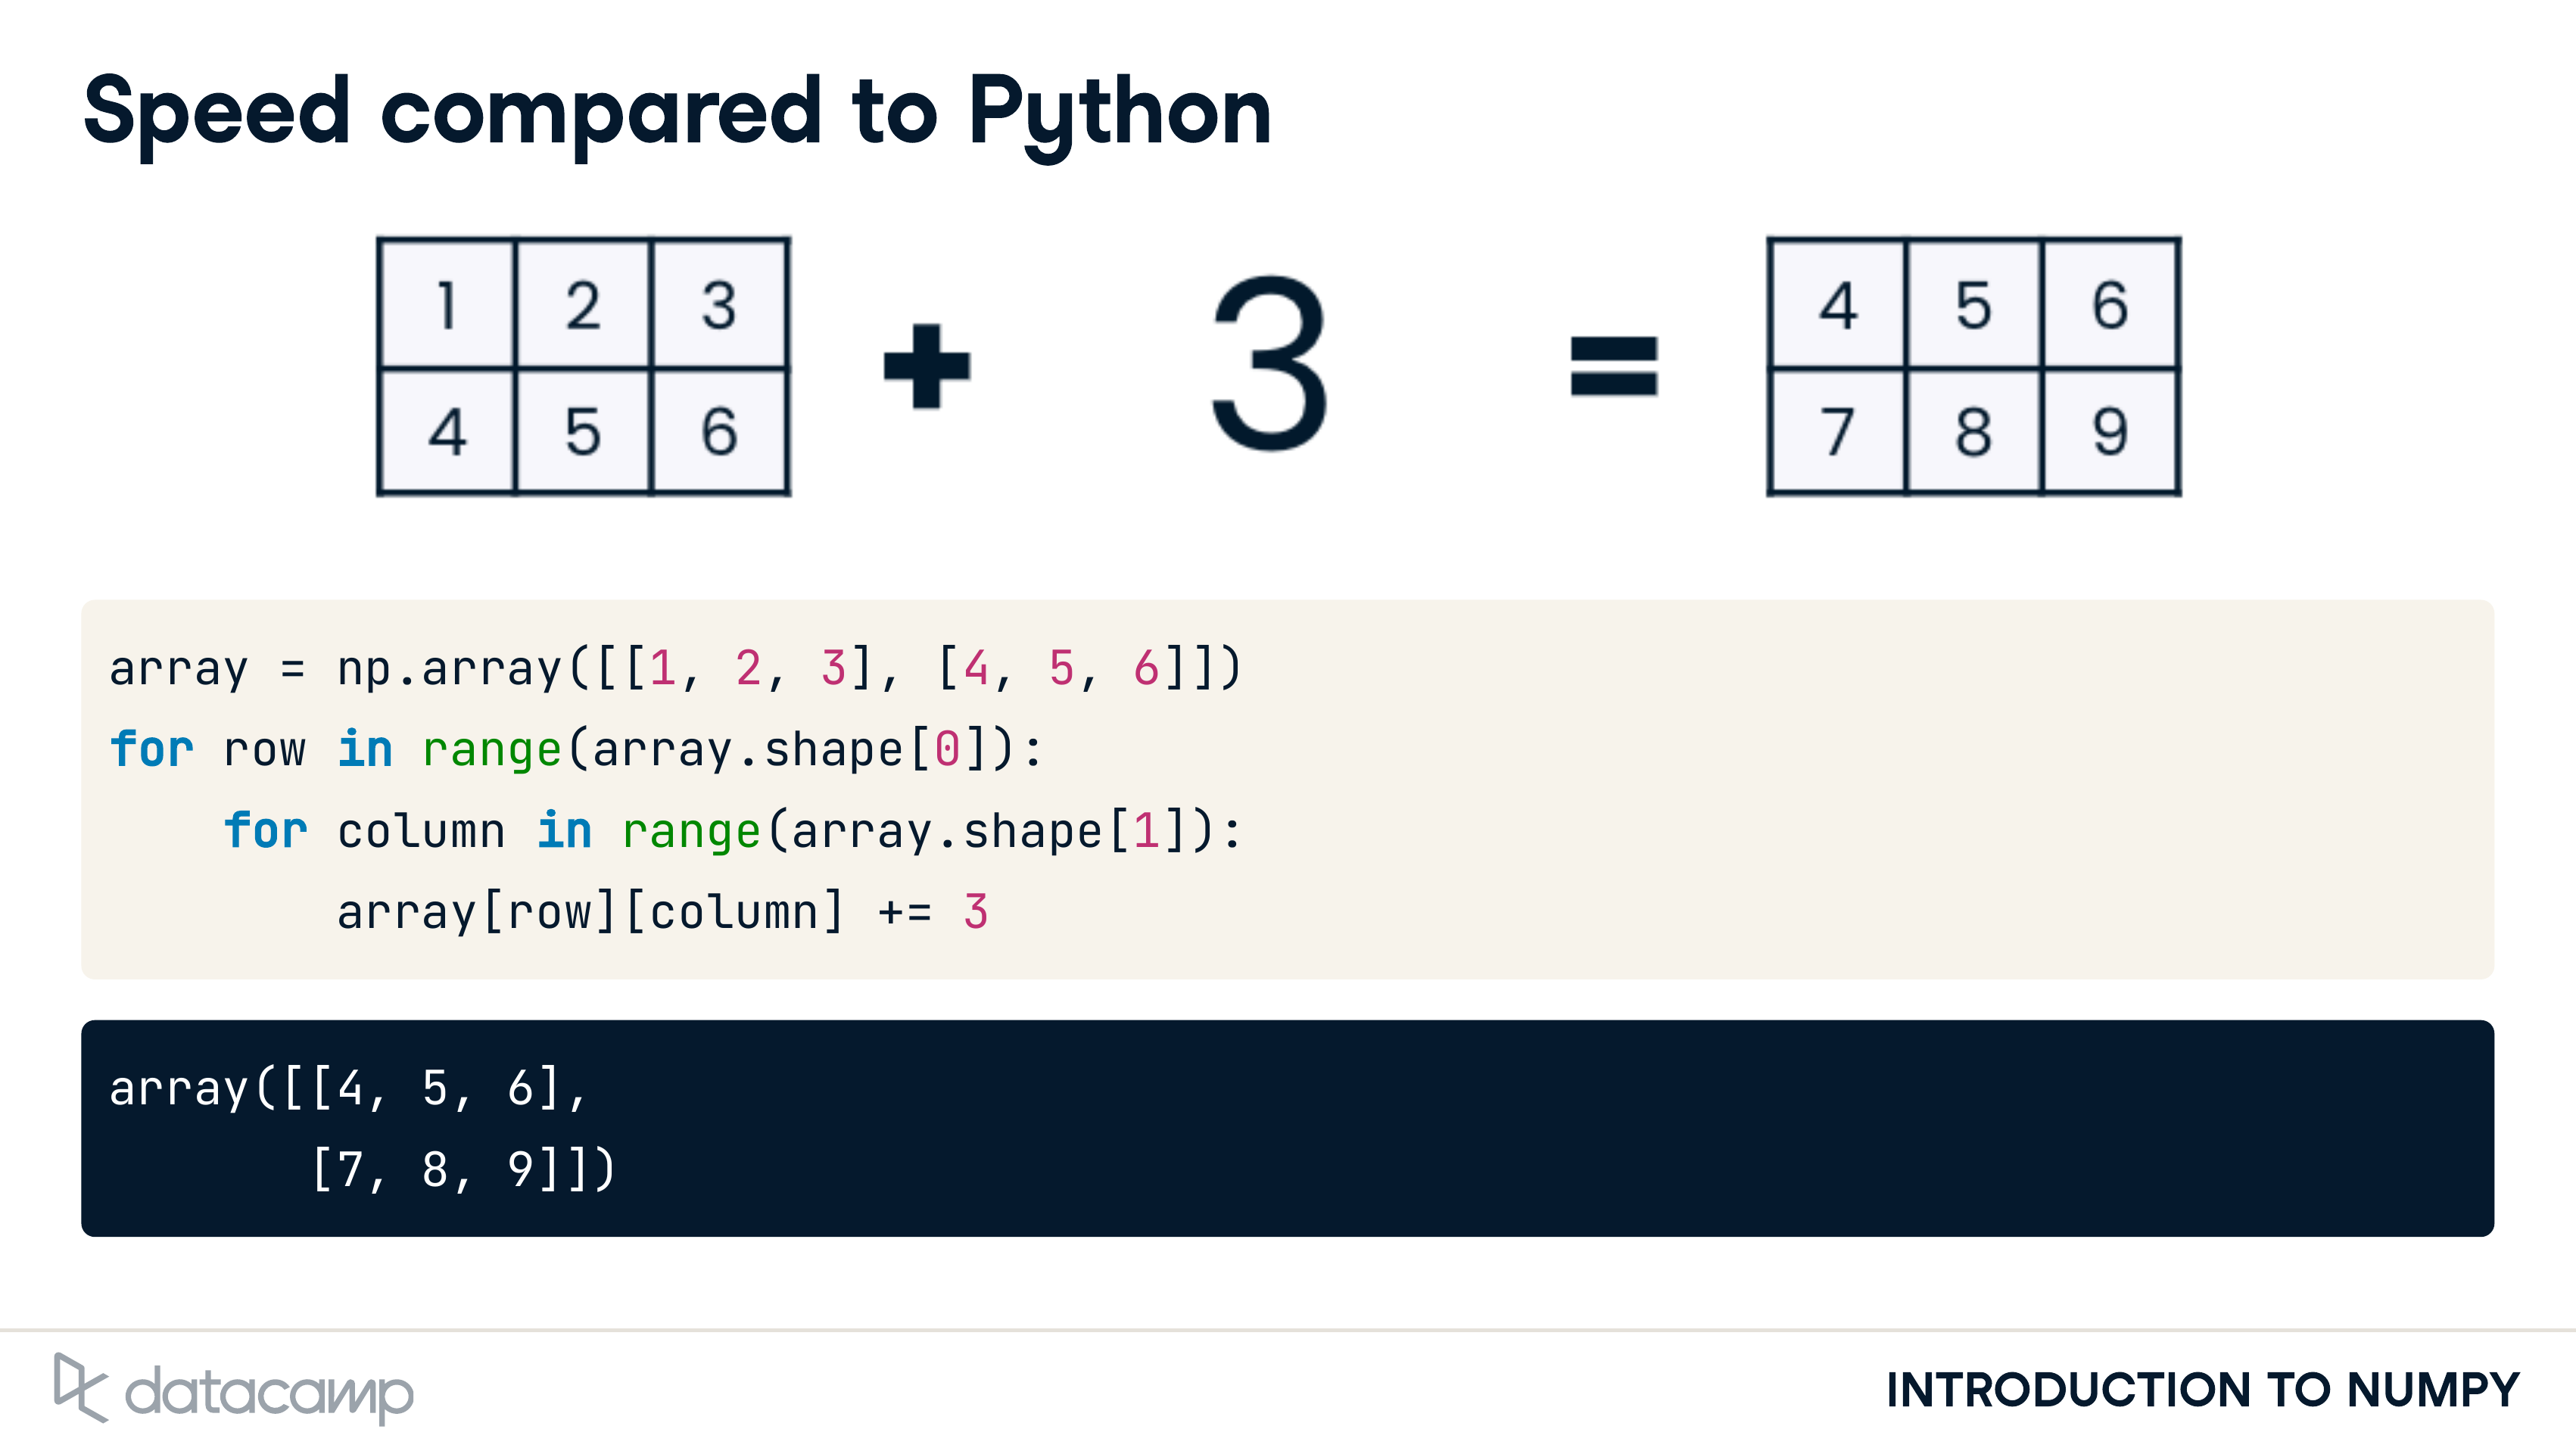 Speed compared to Python
1 2 3
4 5 6
+ 3 =
4 5 6
7 8 9
array = np.array([[1, 2, 3], [4, 5, 6]])
for row in range(array.shape[0]):
    for column in range(array.shape[1]):
        array[row][column] += 3
array([[4, 5, 6],
       [7, 8, 9]])
datacamp
INTRODUCTION TO NUMPY